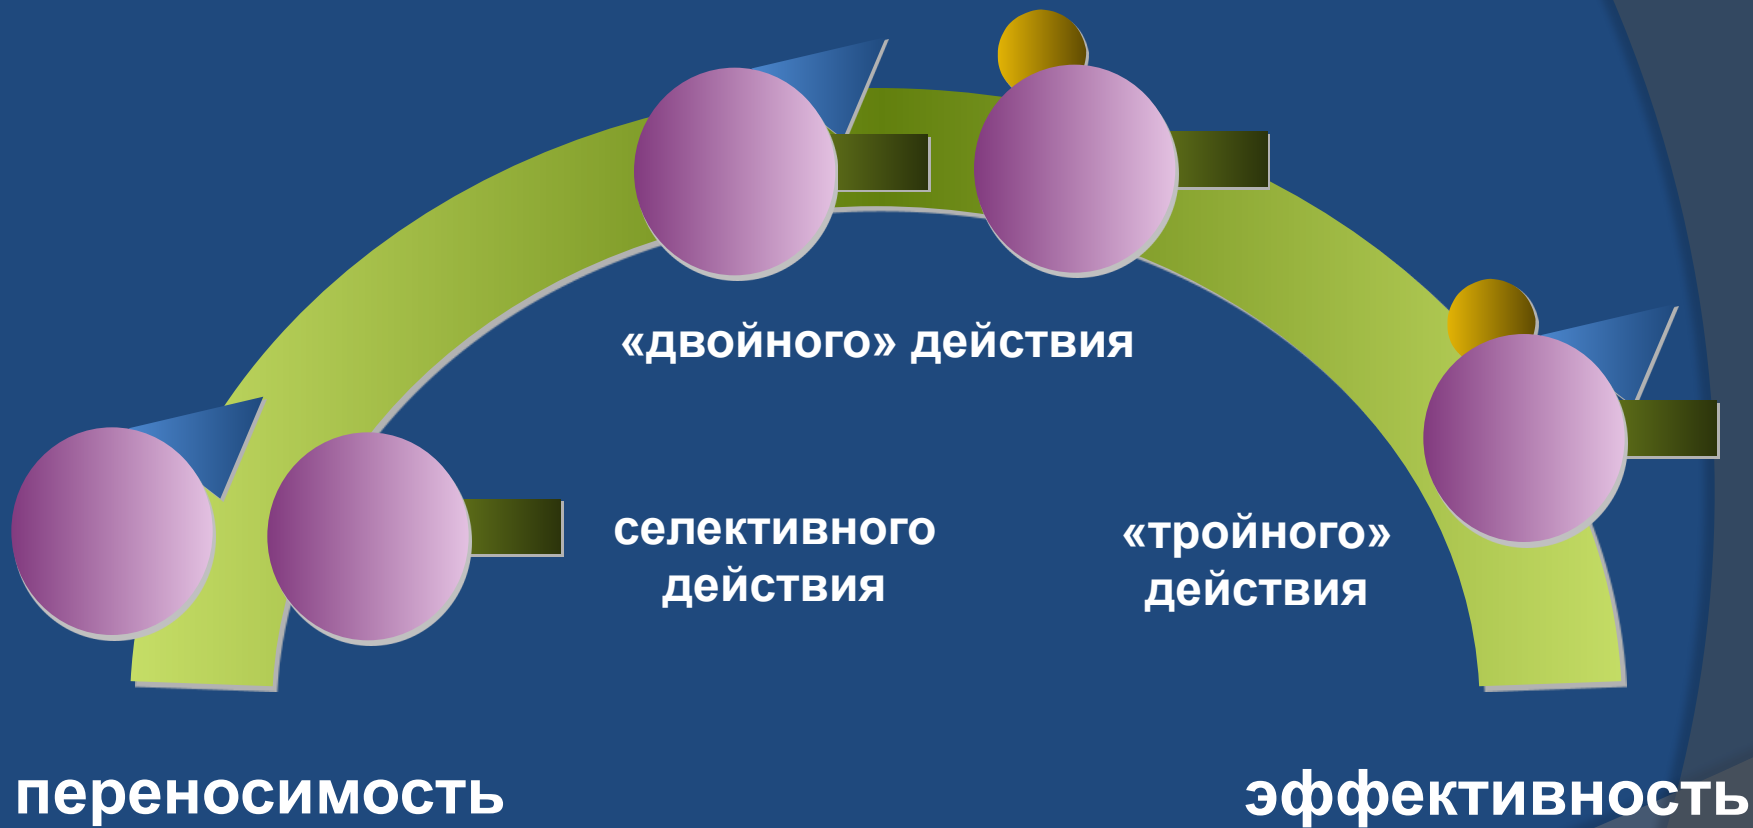 «двойного» действия
селективного
действия
«тройного»
действия
переносимость
эффективность